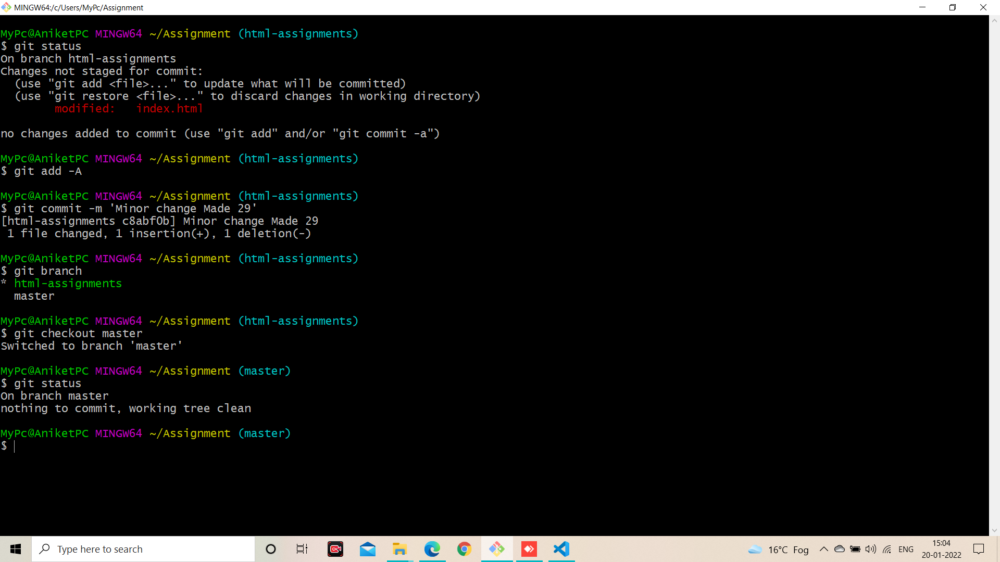 MINGW64:/c/Users/MyPc/Assignment
MyPc@AniketPC MINGW64 ~/Assignment (html-assignments)
$ git status
On branch html-assignments
Changes not staged for commit:
  (use "git add <file>..." to update what will be committed)
  (use "git restore <file>..." to discard changes in working directory)
        modified:   index.html
no changes added to commit (use "git add" and/or "git commit -a")
MyPc@AniketPC MINGW64 ~/Assignment (html-assignments)
$ git add -A
MyPc@AniketPC MINGW64 ~/Assignment (html-assignments)
$ git commit -m 'Minor change Made 29'
[html-assignments c8abf0b] Minor change Made 29
 1 file changed, 1 insertion(+), 1 deletion(-)
MyPc@AniketPC MINGW64 ~/Assignment (html-assignments)
$ git branch
* html-assignments
  master
MyPc@AniketPC MINGW64 ~/Assignment (html-assignments)
$ git checkout master
Switched to branch 'master'
MyPc@AniketPC MINGW64 ~/Assignment (master)
$ git status
On branch master
nothing to commit, working tree clean
MyPc@AniketPC MINGW64 ~/Assignment (master)
$
Type here to search
16°C Fog
ENG
15:04
20-01-2022